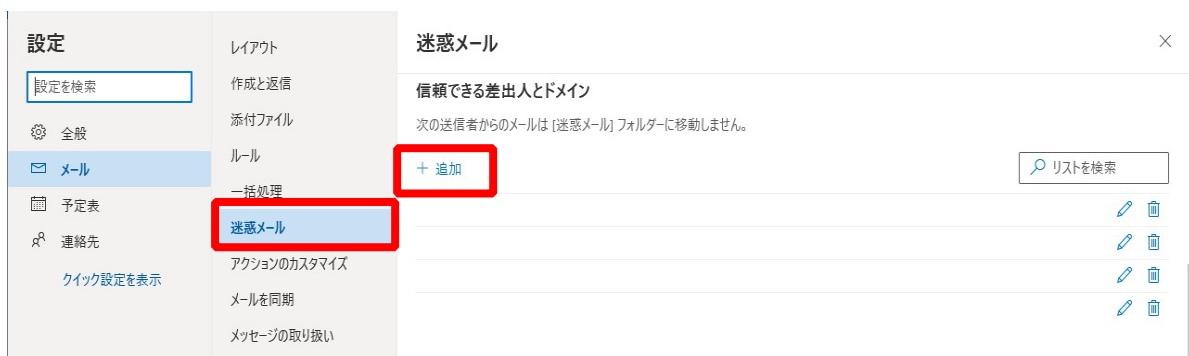 設定
設定を検索
全般
メール
予定表
連絡先
クイック設定を表示
レイアウト
作成と返信
添付ファイル
ルール
一括処理
迷惑メール
アクションのカスタマイズ
メールを同期
メッセージの取り扱い
迷惑メール
信頼できる差出人とドメイン
次の送信者からのメールは [迷惑メール] フォルダーに移動しません。
+ 追加
リストを検索